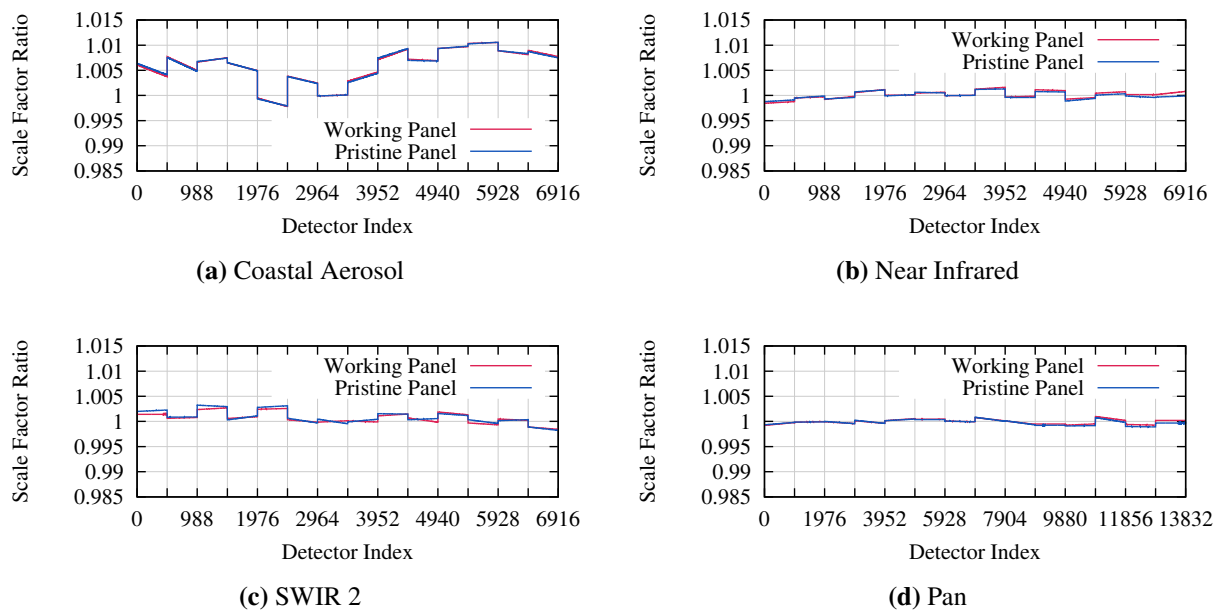 1.015
1.01
1.005
1
0.995
0.99
0.985
Scale Factor Ratio
Working Panel
Pristine Panel
0 988 1976 2964 3952 4940 5928 6916
Detector Index
(a) Coastal Aerosol
1.015
1.01
1.005
1
0.995
0.99
0.985
Scale Factor Ratio
Working Panel
Pristine Panel
0 988 1976 2964 3952 4940 5928 6916
Detector Index
(b) Near Infrared
1.015
1.01
1.005
1
0.995
0.99
0.985
Scale Factor Ratio
Working Panel
Pristine Panel
0 988 1976 2964 3952 4940 5928 6916
Detector Index
(c) SWIR 2
1.015
1.01
1.005
1
0.995
0.99
0.985
Scale Factor Ratio
Working Panel
Pristine Panel
0 1976 3952 5928 7904 9880 11856 13832
Detector Index
(d) Pan